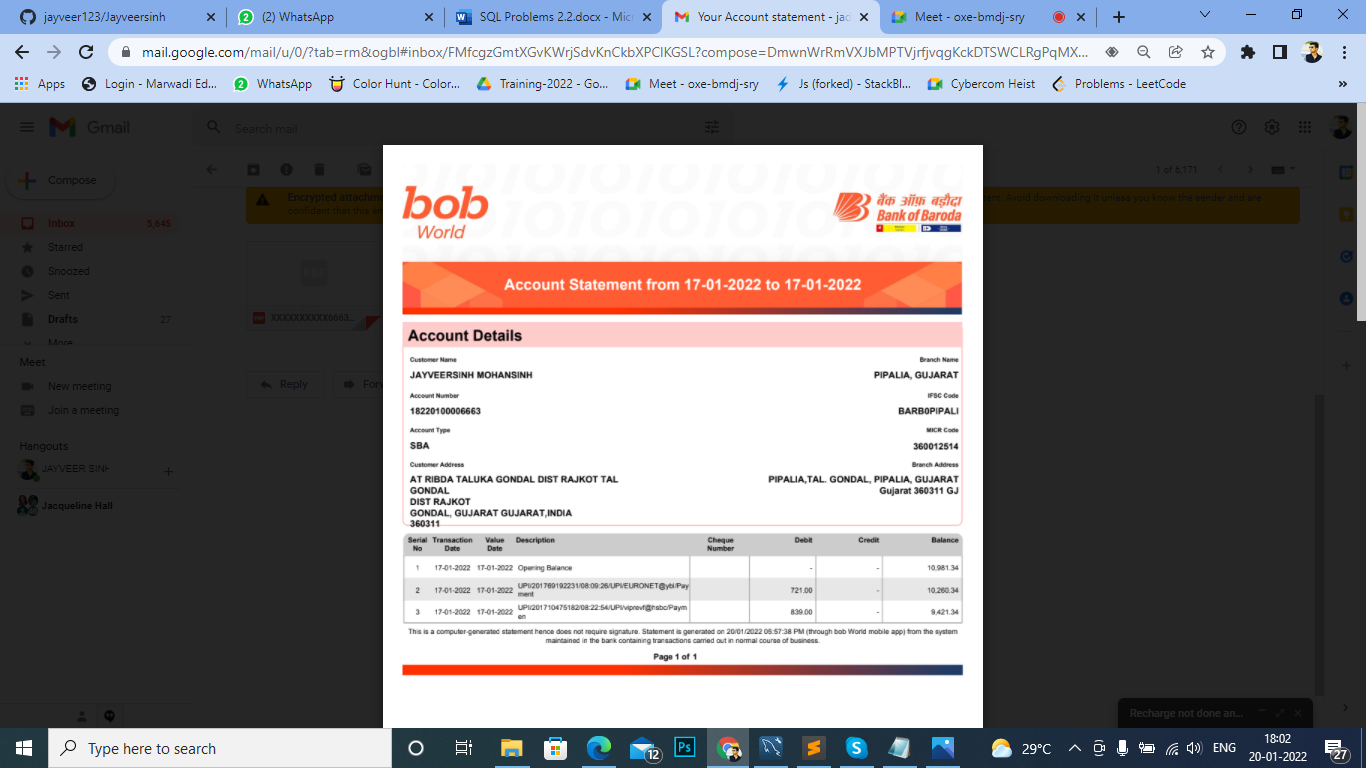 jayveer123/Jayveersinh
(2) WhatsApp
SQL Problems 2.2.docx - Micr
Your Account statement - jad
Meet - oxe-bmdj-sry
mail.google.com/mail/u/0/?tab=rm&ogbl#inbox/FMfcgzGmtXGvKWrjSdvKnCkbXPClKGSL?compose=DmwnWrRmVXJbMPTVjrfjvqgKckDTSWCLRgPqMX...
Apps
Login - Marwadi Ed...
WhatsApp
Color Hunt - Color...
Training-2022 - Go...
Meet - oxe-bmdj-sry
Js (forked) - StackBl...
Cybercom Heist
Problems - LeetCode
»
Gmail
Search mail
Compose
1 of 6,171
Encrypted attachme
Avoid downloading it unless you know the sender and are
confident that this em
Inbox 5,645
Starred
Snoozed
Sent
Drafts 27
More
PDF
XXXXXXXXXX6663...
Reply
Forw
Meet
New meeting
Join a meeting
Hangouts
JAYVEER SINH
Jacqueline Hall
bob
World
बैंक ऑफ़ बड़ौदा
Bank of Baroda
Account Statement from 17-01-2022 to 17-01-2022
Account Details
Customer Name Branch Name
JAYVEERSINH MOHANSINH PIPALIA, GUJARAT
Account Number IFSC Code
18220100006663 BARB0PIPALI
Account Type MICR Code
SBA 360012514
Customer Address Branch Address
AT RIBDA TALUKA GONDAL DIST RAJKOT TAL PIPALIA,TAL. GONDAL, PIPALIA, GUJARAT
GONDAL Gujarat 360311 GJ
DIST RAJKOT
GONDAL, GUJARAT GUJARAT,INDIA
360311
Serial No Transaction Date Value Date Description Cheque Number Debit Credit Balance
1 17-01-2022 17-01-2022 Opening Balance - - 10,981.34
2 17-01-2022 17-01-2022 UPI/201769192231/08:09:26/UPI/EURONET@ybl/Pay 721.00 - 10,260.34
ment
3 17-01-2022 17-01-2022 UPI/201710475182/08:22:54/UPI/viprevf@hsbc/Paym 839.00 - 9,421.34
en
This is a computer-generated statement hence does not require signature. Statement is generated on 20/01/2022 05:57:38 PM (through bob World mobile app) from the system
maintained in the bank containing transactions carried out in normal course of business.
Page 1 of 1
Recharge not done an...
Type here to search
12
Ps
29°C
ENG
18:02
20-01-2022
27